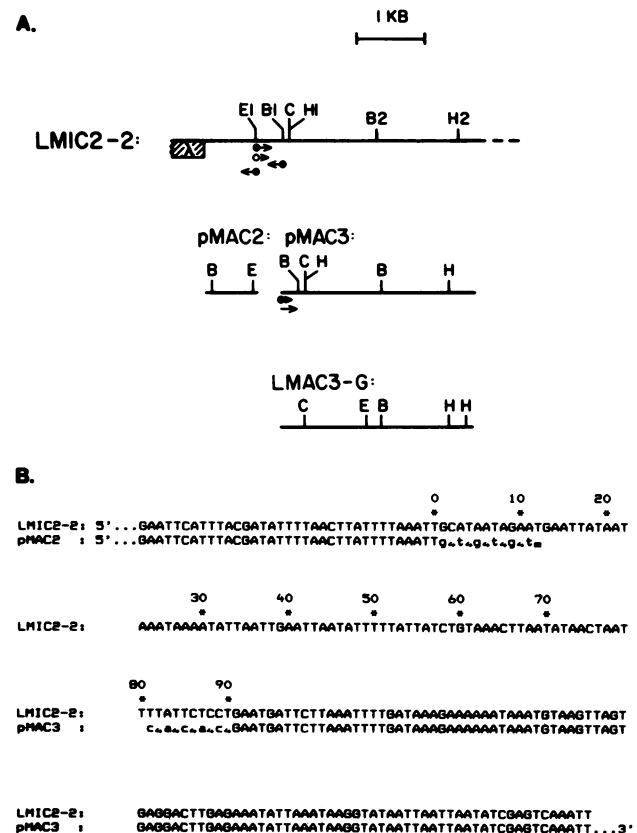 A.
1 KB
E1 B1 C H1 B2 H2
LMIC2-2:
pMAC2: pMAC3:
B E B C H B H
LMAC3-G:
C E B H H
B.
0 10 20
* * *
LMIC2-2: 5'...GAATTCATTTACGATATTTTAACTTATTTTAAATTGCATAATAGAATGAATTATAAT
pMAC2 : 5'...GAATTCATTTACGATATTTTAACTTATTTTAAATTg₄t₄g₄t₄g₄t
30 40 50 60 70
* * * * *
LMIC2-2: AAATAAAATATTAATTGAATTAATATTTTTATTATCTGTAAACTTAATATAACTAAT
80 90
* *
LMIC2-2: TTTATTCTCCTGAATGATTCTTAAATTTTGATAAAGAAAAAATAAATGTAAGTTAGT
pMAC3 : c₄a₄c₄a₄c₄GAATGATTCTTAAATTTTGATAAAGAAAAAATAAATGTAAGTTAGT
LMIC2-2: GAGGACTTGAGAAATATTAAATAAGGTATAATTAATTAATATCGAGTCAAATT
pMAC3 : GAGGACTTGAGAAATATTAAATAAGGTATAATTAATTAATATCGAGTCAAATT...3'